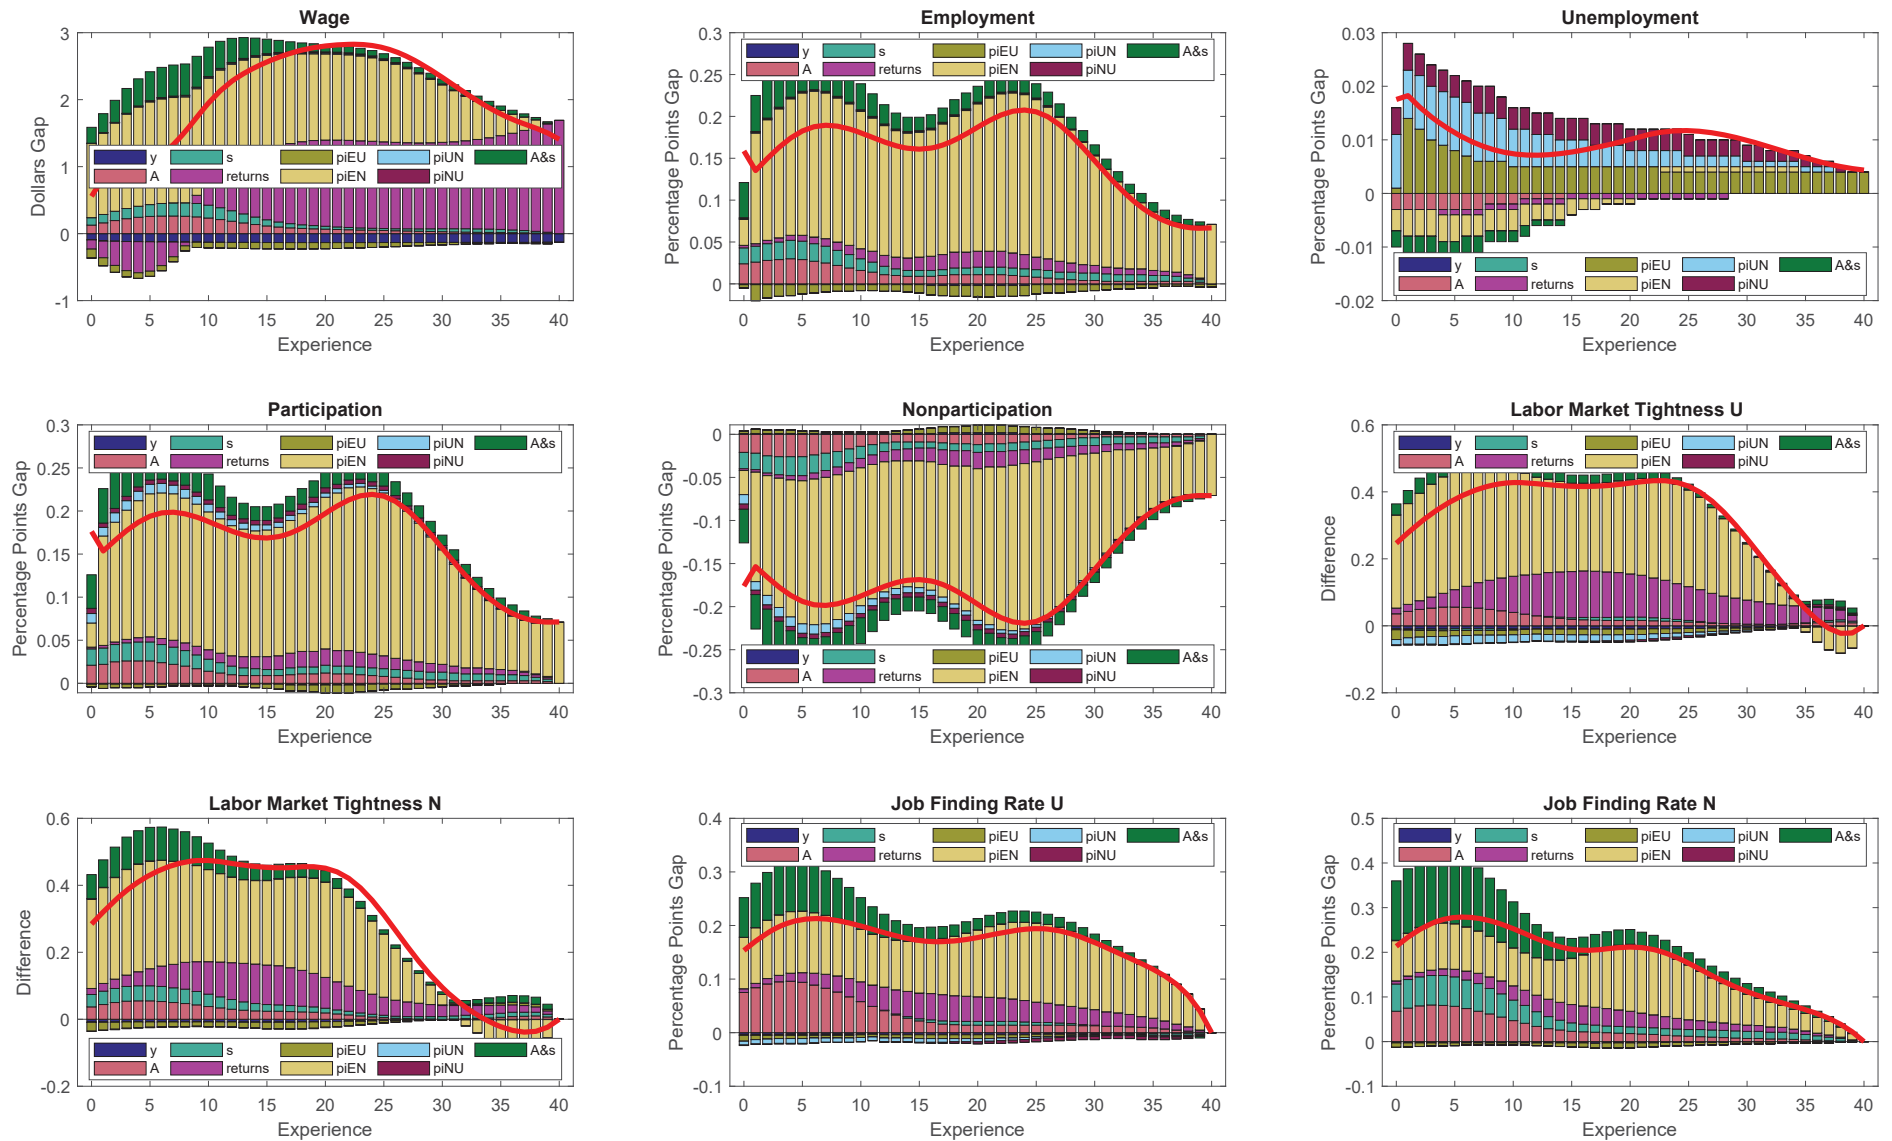 Wage
3
2
1
0
-1
Dollars Gap
y s piEU piUN A&s
A returns piEN piNU
0 5 10 15 20 25 30 35 40
Experience
Employment
0.3
0.25
0.2
0.15
0.1
0.05
0
Percentage Points Gap
y s piEU piUN A&s
A returns piEN piNU
0 5 10 15 20 25 30 35 40
Experience
Unemployment
0.03
0.02
0.01
0
-0.01
-0.02
Percentage Points Gap
y s piEU piUN A&s
A returns piEN piNU
0 5 10 15 20 25 30 35 40
Experience
Participation
0.3
0.25
0.2
0.15
0.1
0.05
0
Percentage Points Gap
y s piEU piUN A&s
A returns piEN piNU
0 5 10 15 20 25 30 35 40
Experience
Nonparticipation
0
-0.05
-0.1
-0.15
-0.2
-0.25
-0.3
Percentage Points Gap
y s piEU piUN A&s
A returns piEN piNU
0 5 10 15 20 25 30 35 40
Experience
Labor Market Tightness U
0.6
0.4
0.2
0
-0.2
Difference
y s piEU piUN A&s
A returns piEN piNU
0 5 10 15 20 25 30 35 40
Experience
Labor Market Tightness N
0.6
0.4
0.2
0
-0.2
Difference
y s piEU piUN A&s
A returns piEN piNU
0 5 10 15 20 25 30 35 40
Experience
Job Finding Rate U
0.4
0.3
0.2
0.1
0
-0.1
Percentage Points Gap
y s piEU piUN A&s
A returns piEN piNU
0 5 10 15 20 25 30 35 40
Experience
Job Finding Rate N
0.5
0.4
0.3
0.2
0.1
0
-0.1
Percentage Points Gap
y s piEU piUN A&s
A returns piEN piNU
0 5 10 15 20 25 30 35 40
Experience